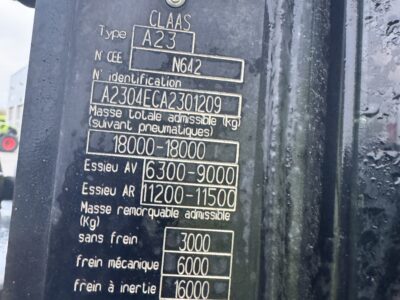 CLAAS
Type A23
N CEE N642
N° identification
A2304ECA2301209
Masse totale admissible (Kg)
(suivant pneumatiques)
18000-18000
Essieu AV 6300-9000
Essieu AR 11200-11500
Masse remorquable admissible
(Kg)
sans frein 3000
frein mécanique 6000
frein à inertie 16000